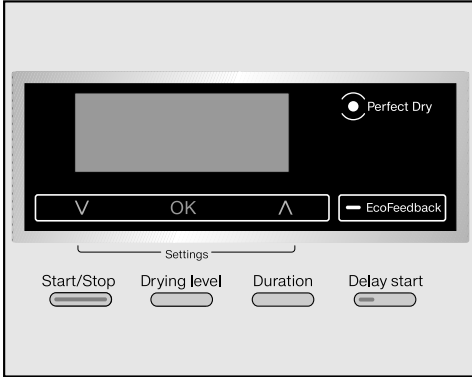 Perfect Dry
∨ OK ∧
EcoFeedback
Settings
Start/Stop Drying level Duration Delay start